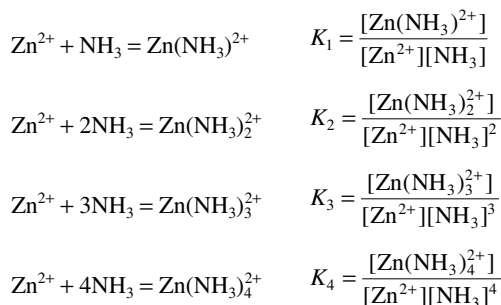 Zn²⁺ + NH₃ = Zn(NH₃)²⁺    K₁ = [Zn(NH₃)²⁺] / [Zn²⁺][NH₃]
Zn²⁺ + 2NH₃ = Zn(NH₃)₂²⁺    K₂ = [Zn(NH₃)₂²⁺] / [Zn²⁺][NH₃]²
Zn²⁺ + 3NH₃ = Zn(NH₃)₃²⁺    K₃ = [Zn(NH₃)₃²⁺] / [Zn²⁺][NH₃]³
Zn²⁺ + 4NH₃ = Zn(NH₃)₄²⁺    K₄ = [Zn(NH₃)₄²⁺] / [Zn²⁺][NH₃]⁴